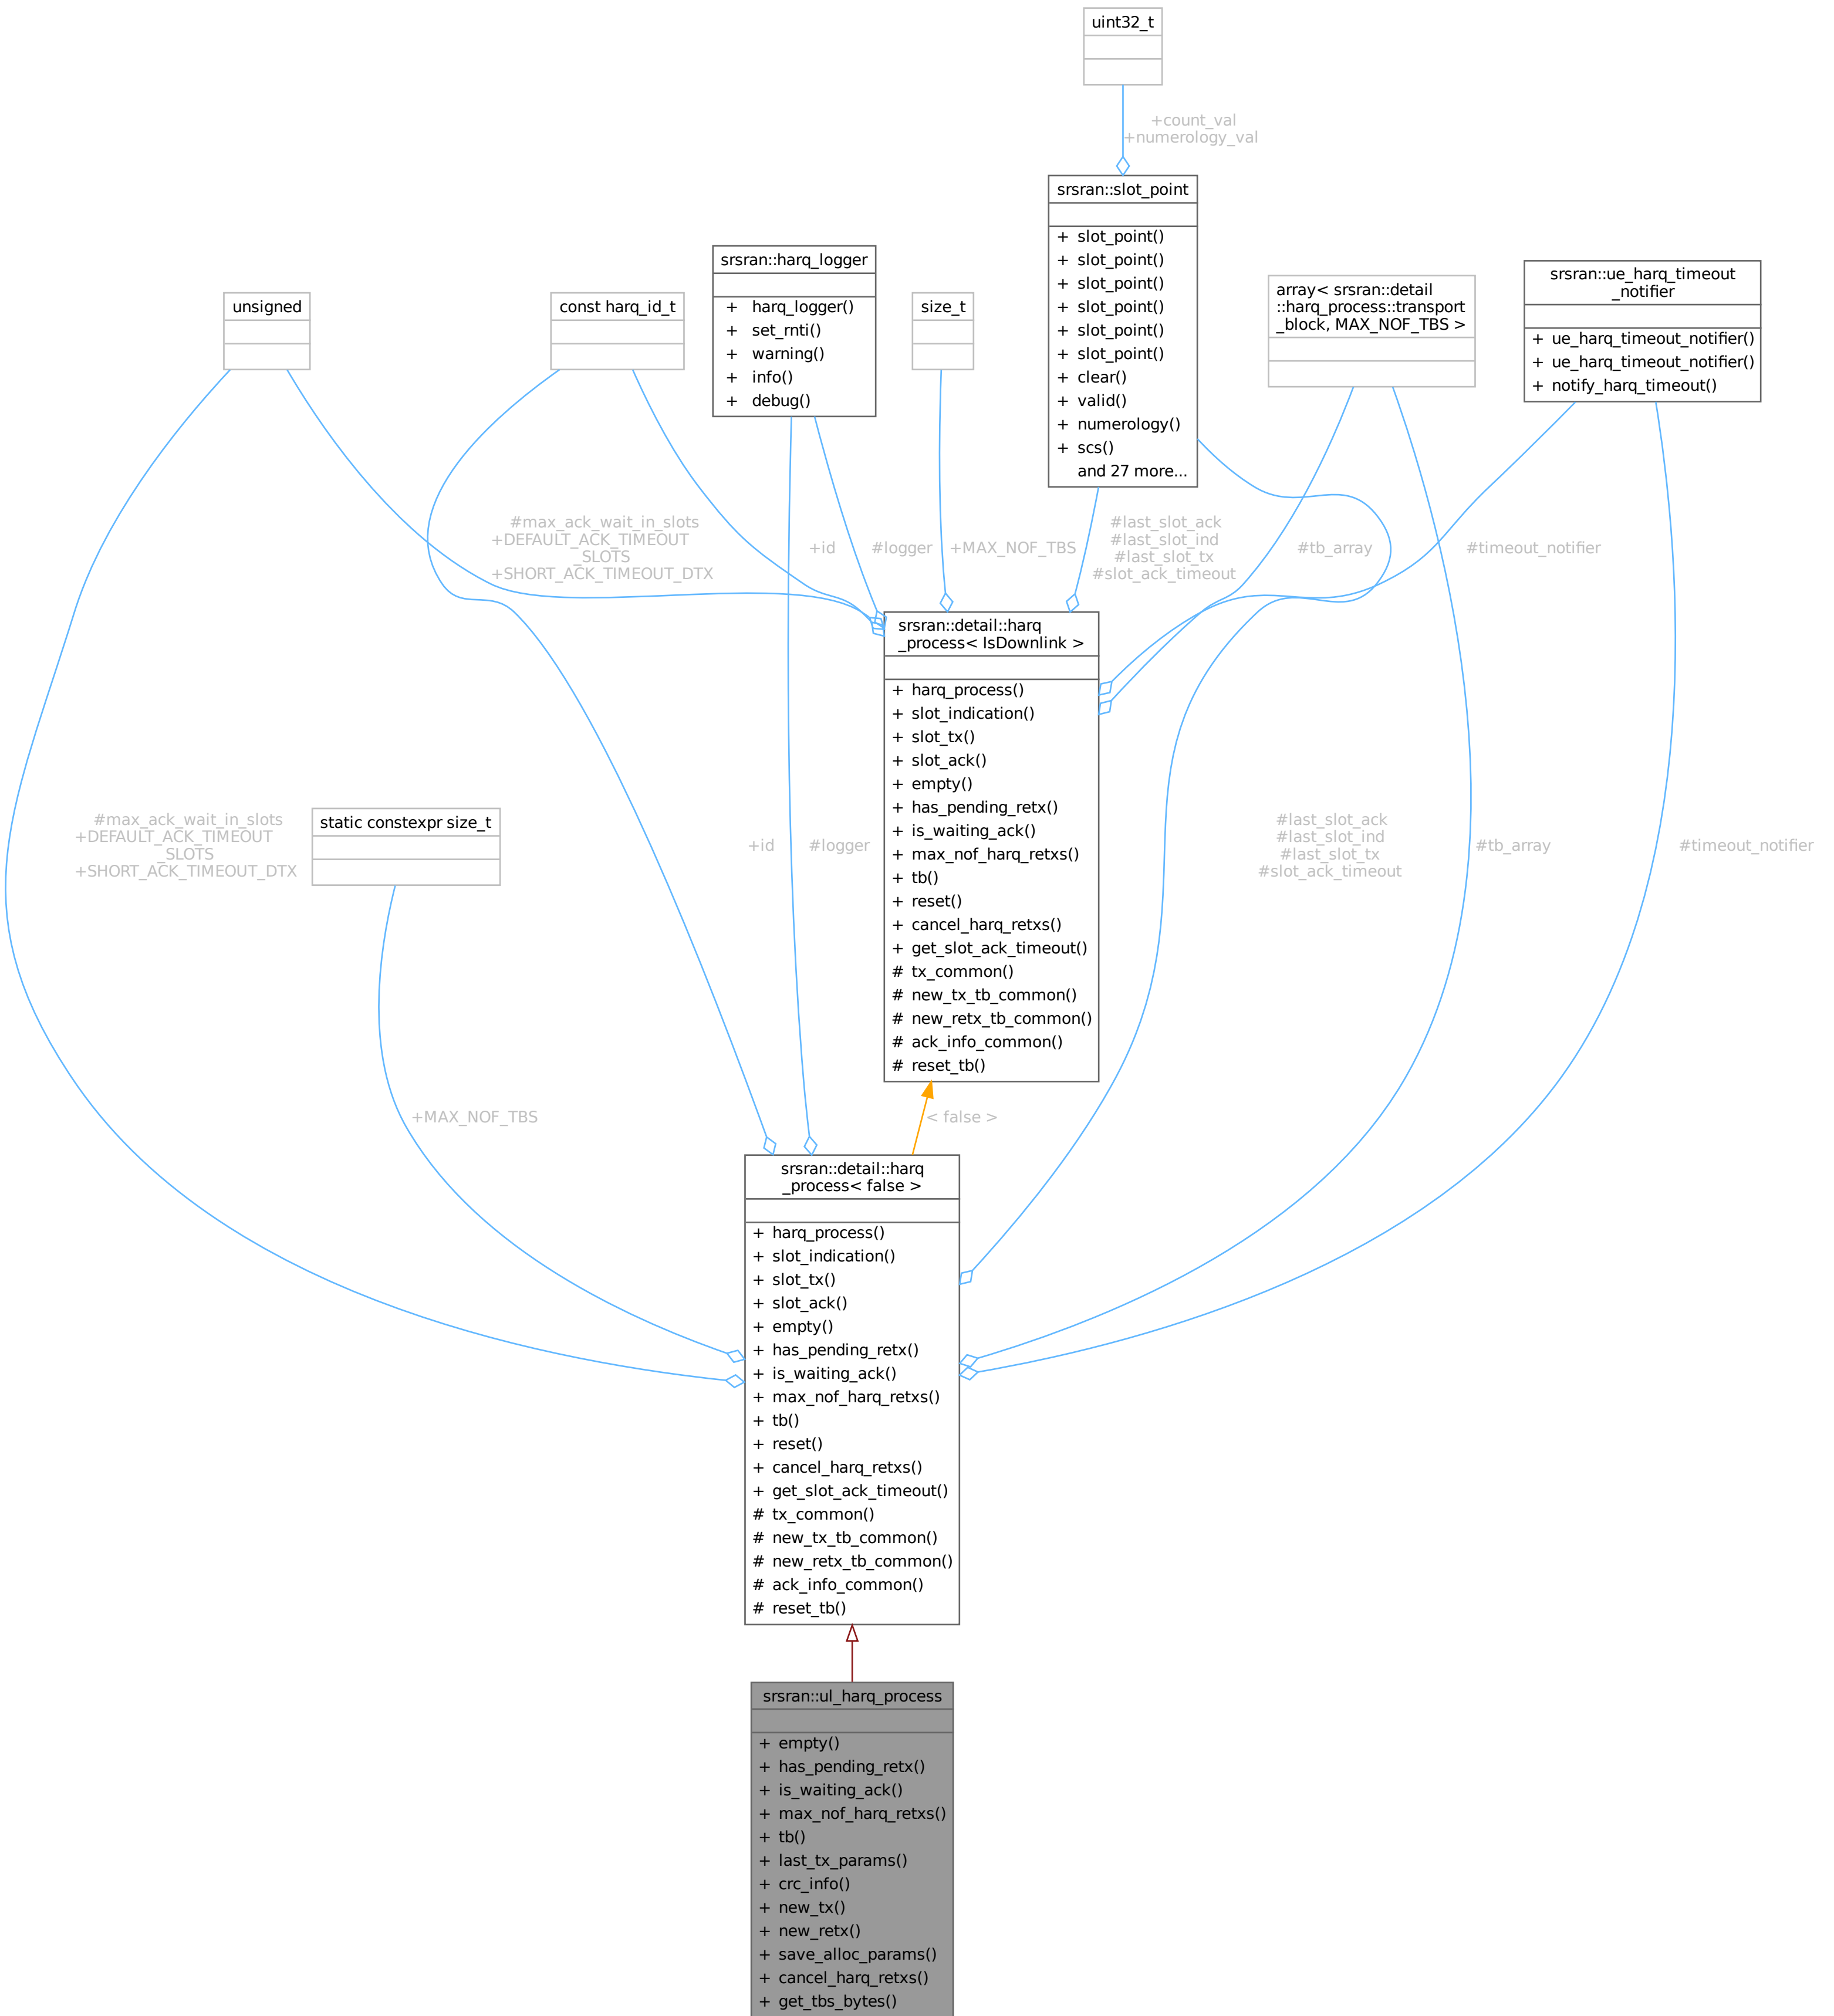 uint32_t
+count_val
+numerology_val
srsran::slot_point
+ slot_point()
+ slot_point()
+ slot_point()
+ slot_point()
+ slot_point()
+ slot_point()
+ clear()
+ valid()
+ numerology()
+ scs()
and 27 more...
srsran::harq_logger
+ harq_logger()
+ set_rnti()
+ warning()
+ info()
+ debug()
srsran::ue_harq_timeout
_notifier
+ ue_harq_timeout_notifier()
+ ue_harq_timeout_notifier()
+ notify_harq_timeout()
array< srsran::detail
::harq_process::transport
_block, MAX_NOF_TBS >
unsigned
const harq_id_t
size_t
#max_ack_wait_in_slots
+DEFAULT_ACK_TIMEOUT
_SLOTS
+SHORT_ACK_TIMEOUT_DTX
+id
#logger
+MAX_NOF_TBS
#last_slot_ack
#last_slot_ind
#last_slot_tx
#slot_ack_timeout
#tb_array
#timeout_notifier
srsran::detail::harq
_process< IsDownlink >
+ harq_process()
+ slot_indication()
+ slot_tx()
+ slot_ack()
+ empty()
+ has_pending_retx()
+ is_waiting_ack()
+ max_nof_harq_retxs()
+ tb()
+ reset()
+ cancel_harq_retxs()
+ get_slot_ack_timeout()
# tx_common()
# new_tx_tb_common()
# new_retx_tb_common()
# ack_info_common()
# reset_tb()
#max_ack_wait_in_slots
+DEFAULT_ACK_TIMEOUT
_SLOTS
+SHORT_ACK_TIMEOUT_DTX
static constexpr size_t
+id
#logger
#last_slot_ack
#last_slot_ind
#last_slot_tx
#slot_ack_timeout
#tb_array
#timeout_notifier
+MAX_NOF_TBS
< false >
srsran::detail::harq
_process< false >
+ harq_process()
+ slot_indication()
+ slot_tx()
+ slot_ack()
+ empty()
+ has_pending_retx()
+ is_waiting_ack()
+ max_nof_harq_retxs()
+ tb()
+ reset()
+ cancel_harq_retxs()
+ get_slot_ack_timeout()
# tx_common()
# new_tx_tb_common()
# new_retx_tb_common()
# ack_info_common()
# reset_tb()
srsran::ul_harq_process
+ empty()
+ has_pending_retx()
+ is_waiting_ack()
+ max_nof_harq_retxs()
+ tb()
+ last_tx_params()
+ crc_info()
+ new_tx()
+ new_retx()
+ save_alloc_params()
+ cancel_harq_retxs()
+ get_tbs_bytes()